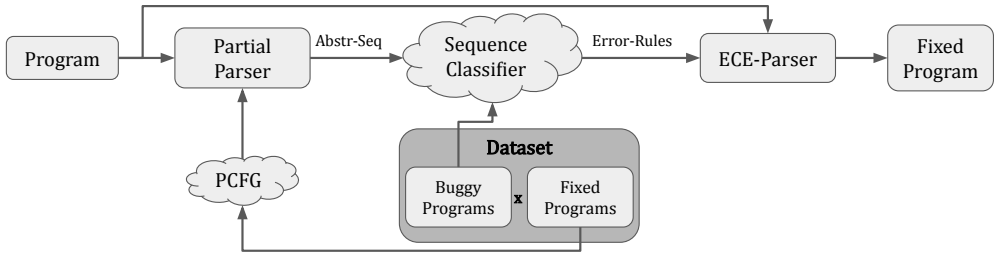 Program
Partial
Parser
Abstr-Seq
Sequence
Classifier
Error-Rules
ECE-Parser
Fixed
Program
PCFG
Dataset
Buggy
Programs
x
Fixed
Programs